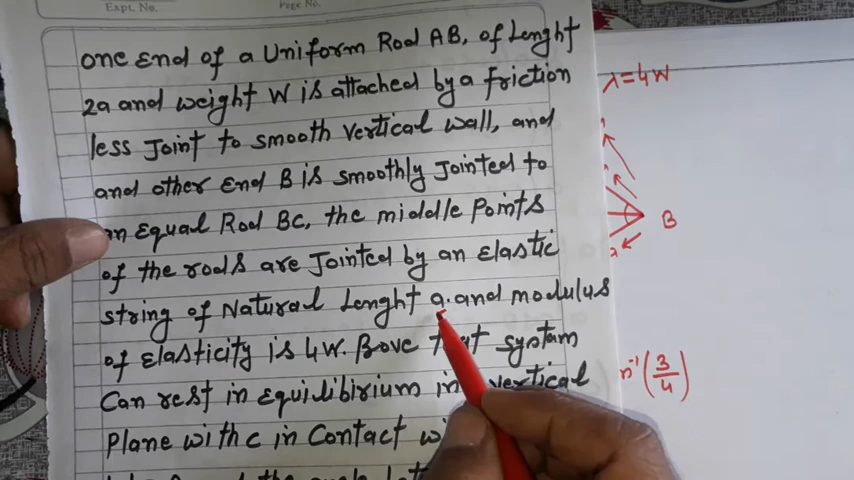 Expt. No.
Page No.
one End of a Uniform Rod AB, of Lenght
2a and weight W is attached by a friction
less Joint to smooth vertical wall, and
and other End B is smoothly Jointed to
an Equal Rod BC, the middle Points
of the rods are Jointed by an Elastic
string of Natural Lenght a. and modulus
of Elasticity is 4W. Prove that system
Can rest in Equilibirium in vertical
Plane with C in Contact
λ=4W
B
n⁻¹(3/4)